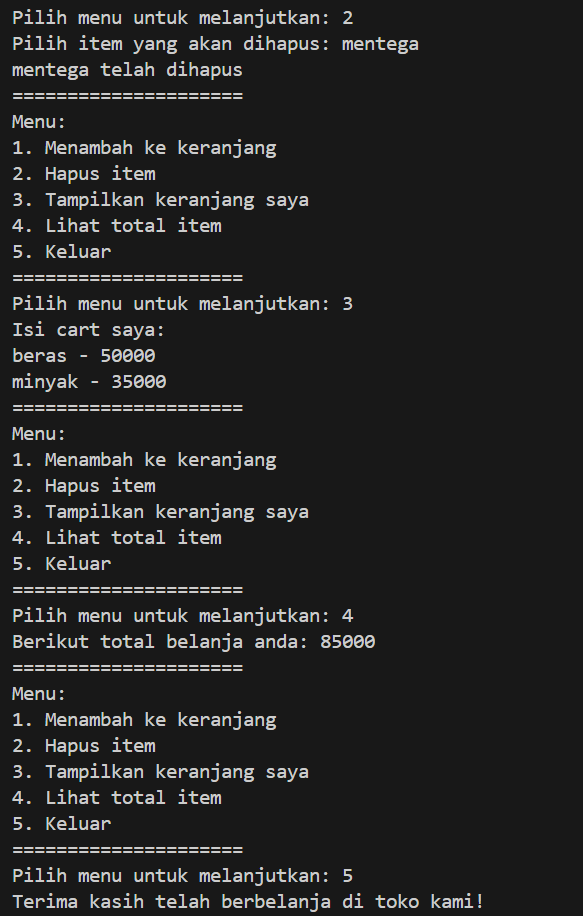 Pilih menu untuk melanjutkan: 2
Pilih item yang akan dihapus: mentega
mentega telah dihapus
=====================
Menu:
1. Menambah ke keranjang
2. Hapus item
3. Tampilkan keranjang saya
4. Lihat total item
5. Keluar
=====================
Pilih menu untuk melanjutkan: 3
Isi cart saya:
beras - 50000
minyak - 35000
=====================
Menu:
1. Menambah ke keranjang
2. Hapus item
3. Tampilkan keranjang saya
4. Lihat total item
5. Keluar
=====================
Pilih menu untuk melanjutkan: 4
Berikut total belanja anda: 85000
=====================
Menu:
1. Menambah ke keranjang
2. Hapus item
3. Tampilkan keranjang saya
4. Lihat total item
5. Keluar
=====================
Pilih menu untuk melanjutkan: 5
Terima kasih telah berbelanja di toko kami!